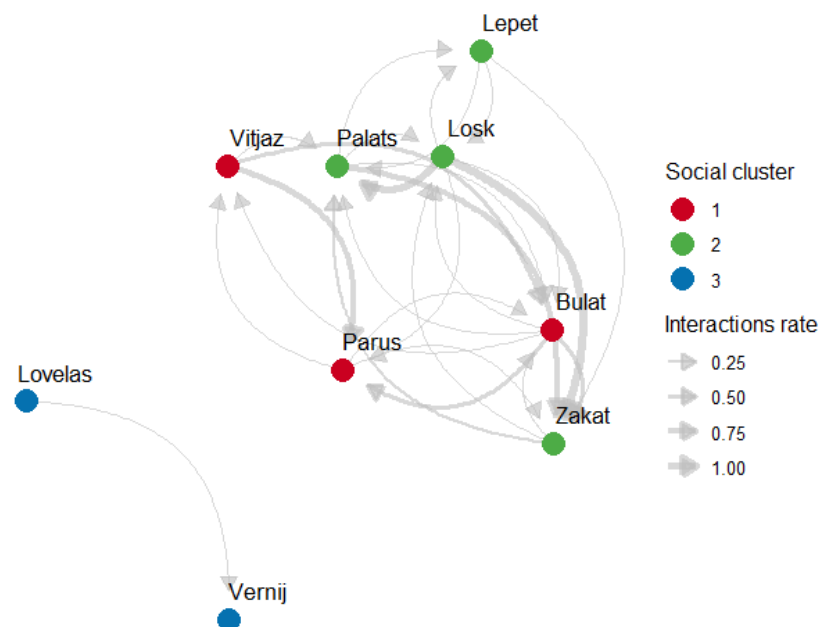 Lepet
Vitjaz
Palats
Losk
Bulat
Parus
Lovelas
Zakat
Vernij
Social cluster
1
2
3
Interactions rate
0.25
0.50
0.75
1.00